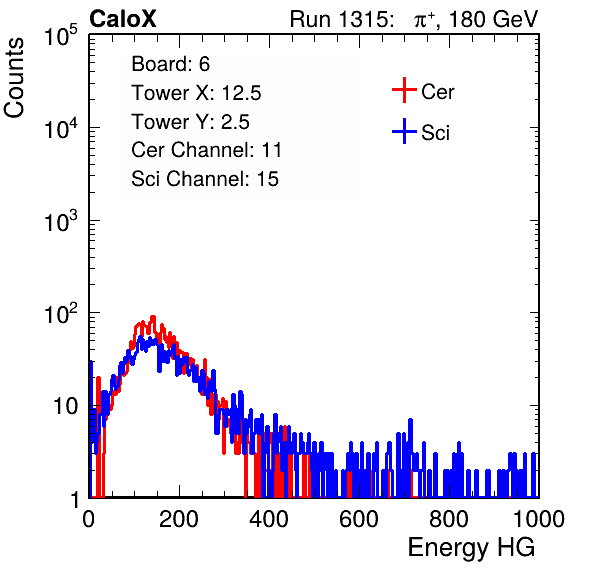 CaloX Run 1315: π⁺, 180 GeV
Counts
10⁵
10⁴
10³
10²
10
1
Board: 6
Tower X: 12.5
Tower Y: 2.5
Cer Channel: 11
Sci Channel: 15
Cer
Sci
0 200 400 600 800 1000
Energy HG